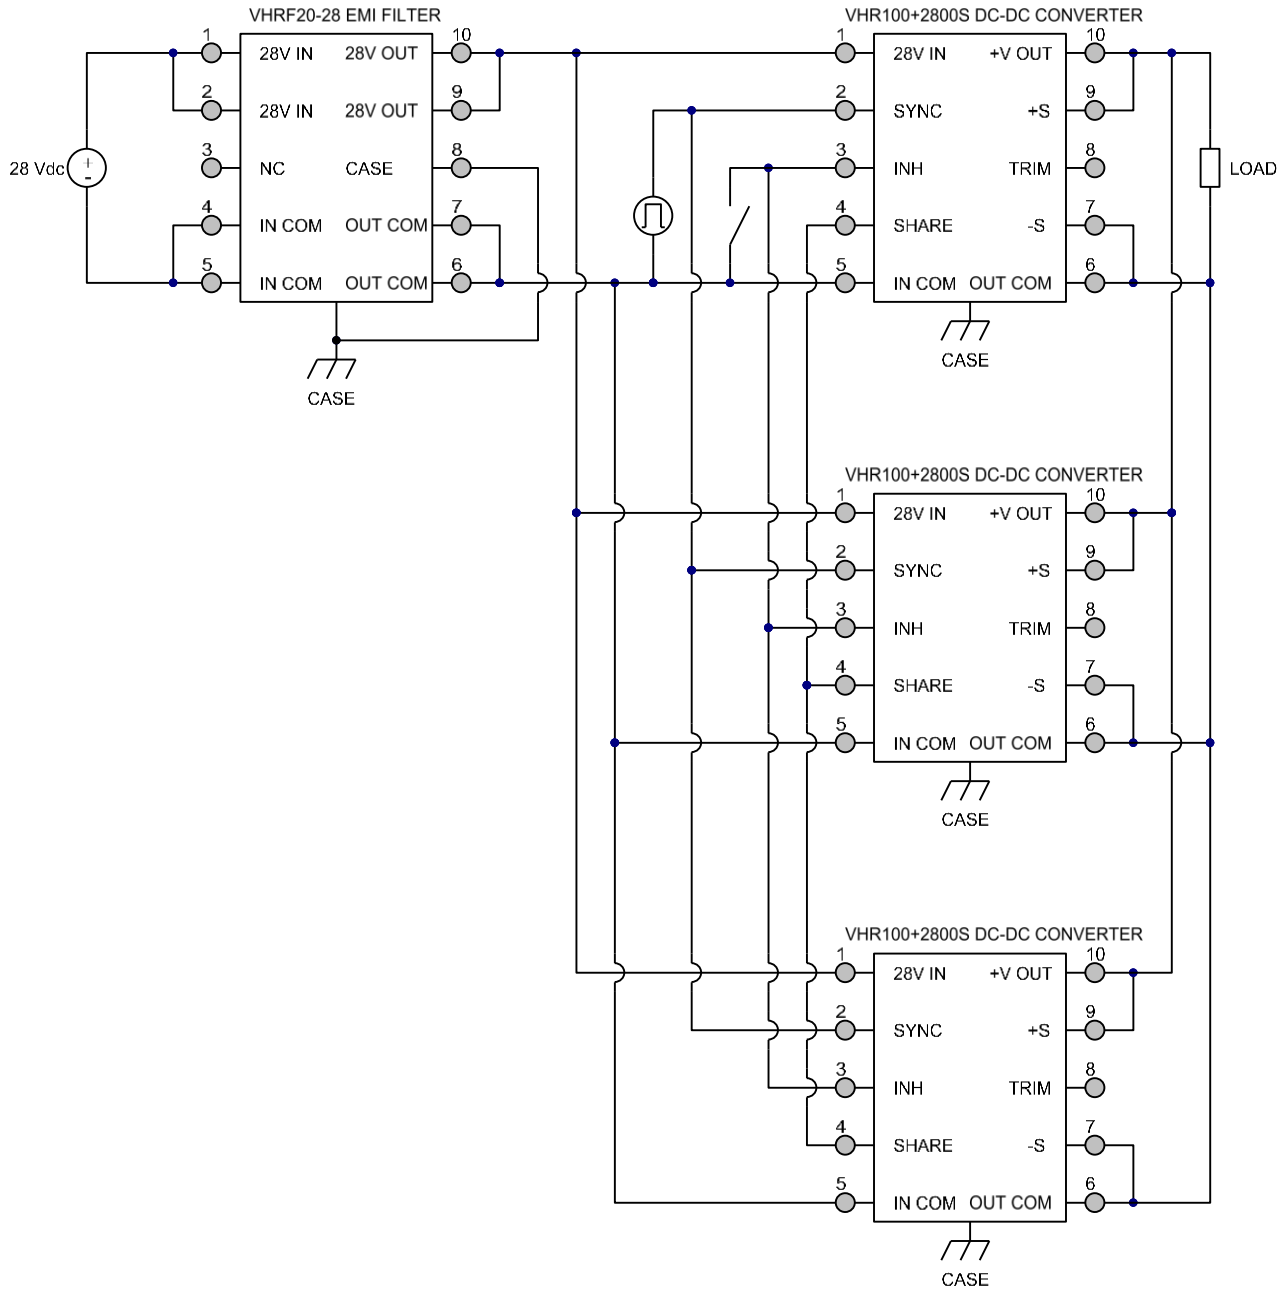 VHRF20-28 EMI FILTER
1 28V IN 28V OUT 10
2 28V IN 28V OUT 9
3 NC CASE 8
4 IN COM OUT COM 7
5 IN COM OUT COM 6
28 Vdc
+
-
CASE
VHR100+2800S DC-DC CONVERTER
1 28V IN +V OUT 10
2 SYNC +S 9
3 INH TRIM 8
4 SHARE -S 7
5 IN COM OUT COM 6
CASE
LOAD
VHR100+2800S DC-DC CONVERTER
1 28V IN +V OUT 10
2 SYNC +S 9
3 INH TRIM 8
4 SHARE -S 7
5 IN COM OUT COM 6
CASE
VHR100+2800S DC-DC CONVERTER
1 28V IN +V OUT 10
2 SYNC +S 9
3 INH TRIM 8
4 SHARE -S 7
5 IN COM OUT COM 6
CASE